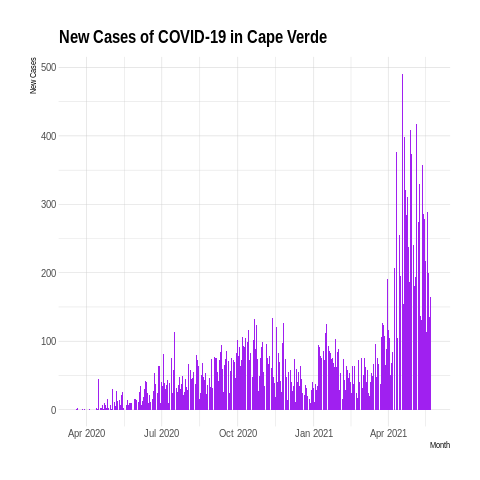 New Cases of COVID-19 in Cape Verde
New Cases
500
400
300
200
100
0
Apr 2020
Jul 2020
Oct 2020
Jan 2021
Apr 2021
Month